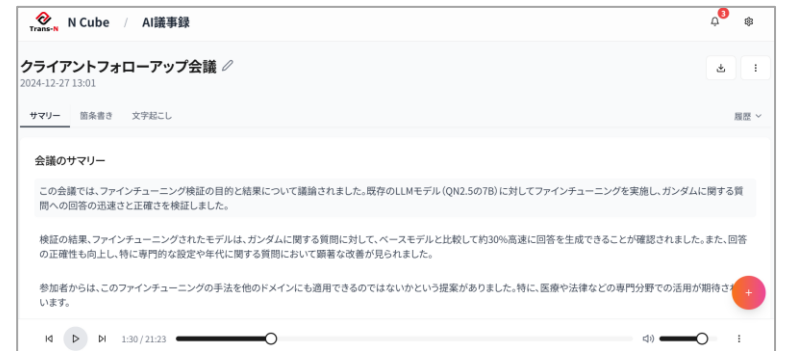 Trans-N N Cube / AI議事録 3
クライアントフォローアップ会議
2024-12-27 13:01
サマリー 箇条書き 文字起こし 履歴
会議のサマリー
この会議では、ファインチューニング検証の目的と結果について議論されました。既存のLLMモデル(QN2.5の7B)に対してファインチューニングを実施し、ガンダムに関する質
問への回答の迅速さと正確さを検証しました。
検証の結果、ファインチューニングされたモデルは、ガンダムに関する質問に対して、ベースモデルと比較して約30%高速に回答を生成できることが確認されました。また、回答
の正確性も向上し、特に専門的な設定や年代に関する質問において顕著な改善が見られました。
参加者からは、このファインチューニングの手法を他のドメインにも適用できるのではないかという提案がありました。特に、医療や法律などの専門分野での活用が期待され
います。
1:30 / 21:23